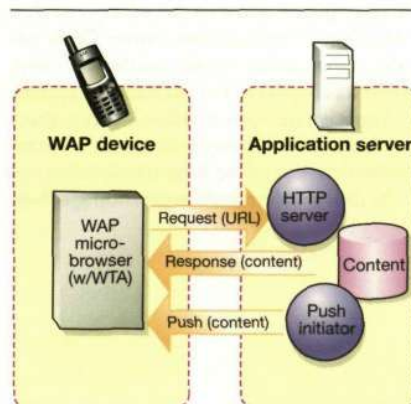 WAP device
Application server
WAP
micro-
browser
(w/WTA)
Request (URL)
HTTP
server
Response (content)
Content
Push (content)
Push
initiator